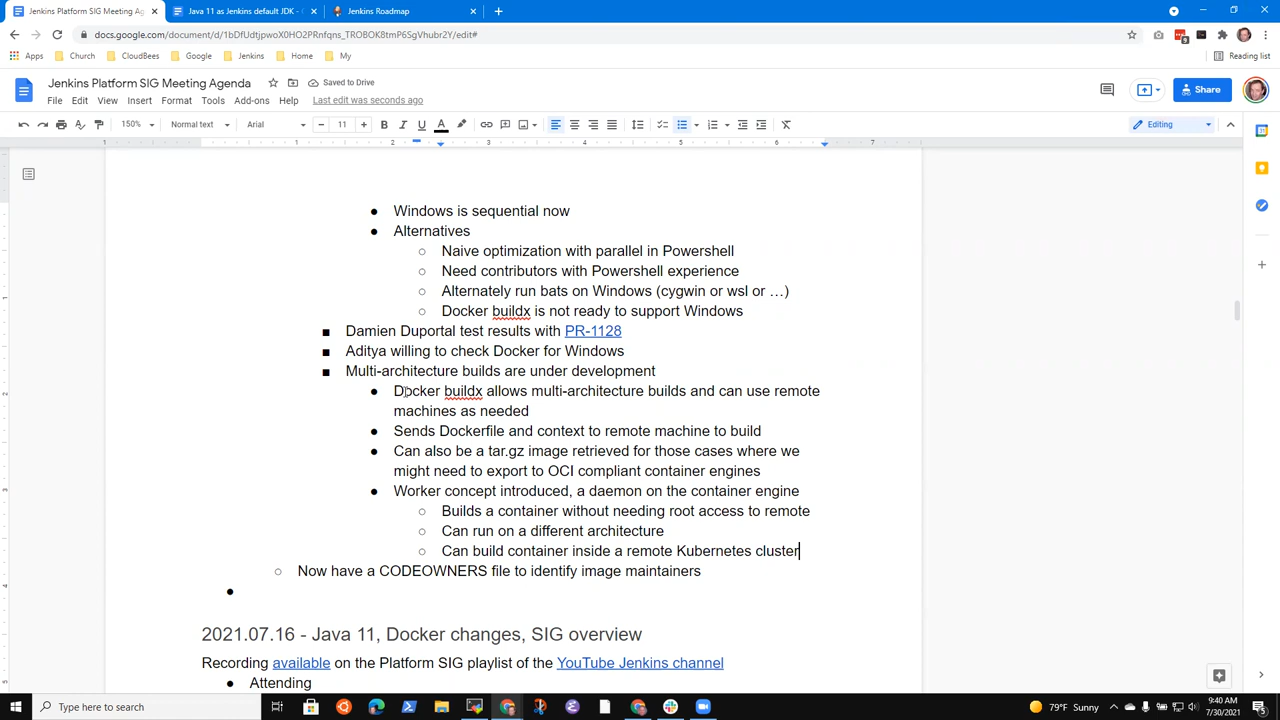 Jenkins Platform SIG Meeting Ag
Java 11 as Jenkins default JDK -
Jenkins Roadmap
docs.google.com/document/d/1bDfUdtjpwoX0HO2PRnfqns_TROBOK8tmP6SgVhubr2Y/edit#
Apps
Church
CloudBees
Google
Jenkins
Home
My
Reading list
Jenkins Platform SIG Meeting Agenda
Saved to Drive
File Edit View Insert Format Tools Add-ons Help Last edit was seconds ago
Share
150% Normal text Arial 11 Editing
Windows is sequential now
Alternatives
Naive optimization with parallel in Powershell
Need contributors with Powershell experience
Alternately run bats on Windows (cygwin or wsl or …)
Docker buildx is not ready to support Windows
Damien Duportal test results with PR-1128
Aditya willing to check Docker for Windows
Multi-architecture builds are under development
Docker buildx allows multi-architecture builds and can use remote
machines as needed
Sends Dockerfile and context to remote machine to build
Can also be a tar.gz image retrieved for those cases where we
might need to export to OCI compliant container engines
Worker concept introduced, a daemon on the container engine
Builds a container without needing root access to remote
Can run on a different architecture
Can build container inside a remote Kubernetes cluster
Now have a CODEOWNERS file to identify image maintainers
2021.07.16 - Java 11, Docker changes, SIG overview
Recording available on the Platform SIG playlist of the YouTube Jenkins channel
Attending
Type here to search
79°F Sunny
9:40 AM
7/30/2021